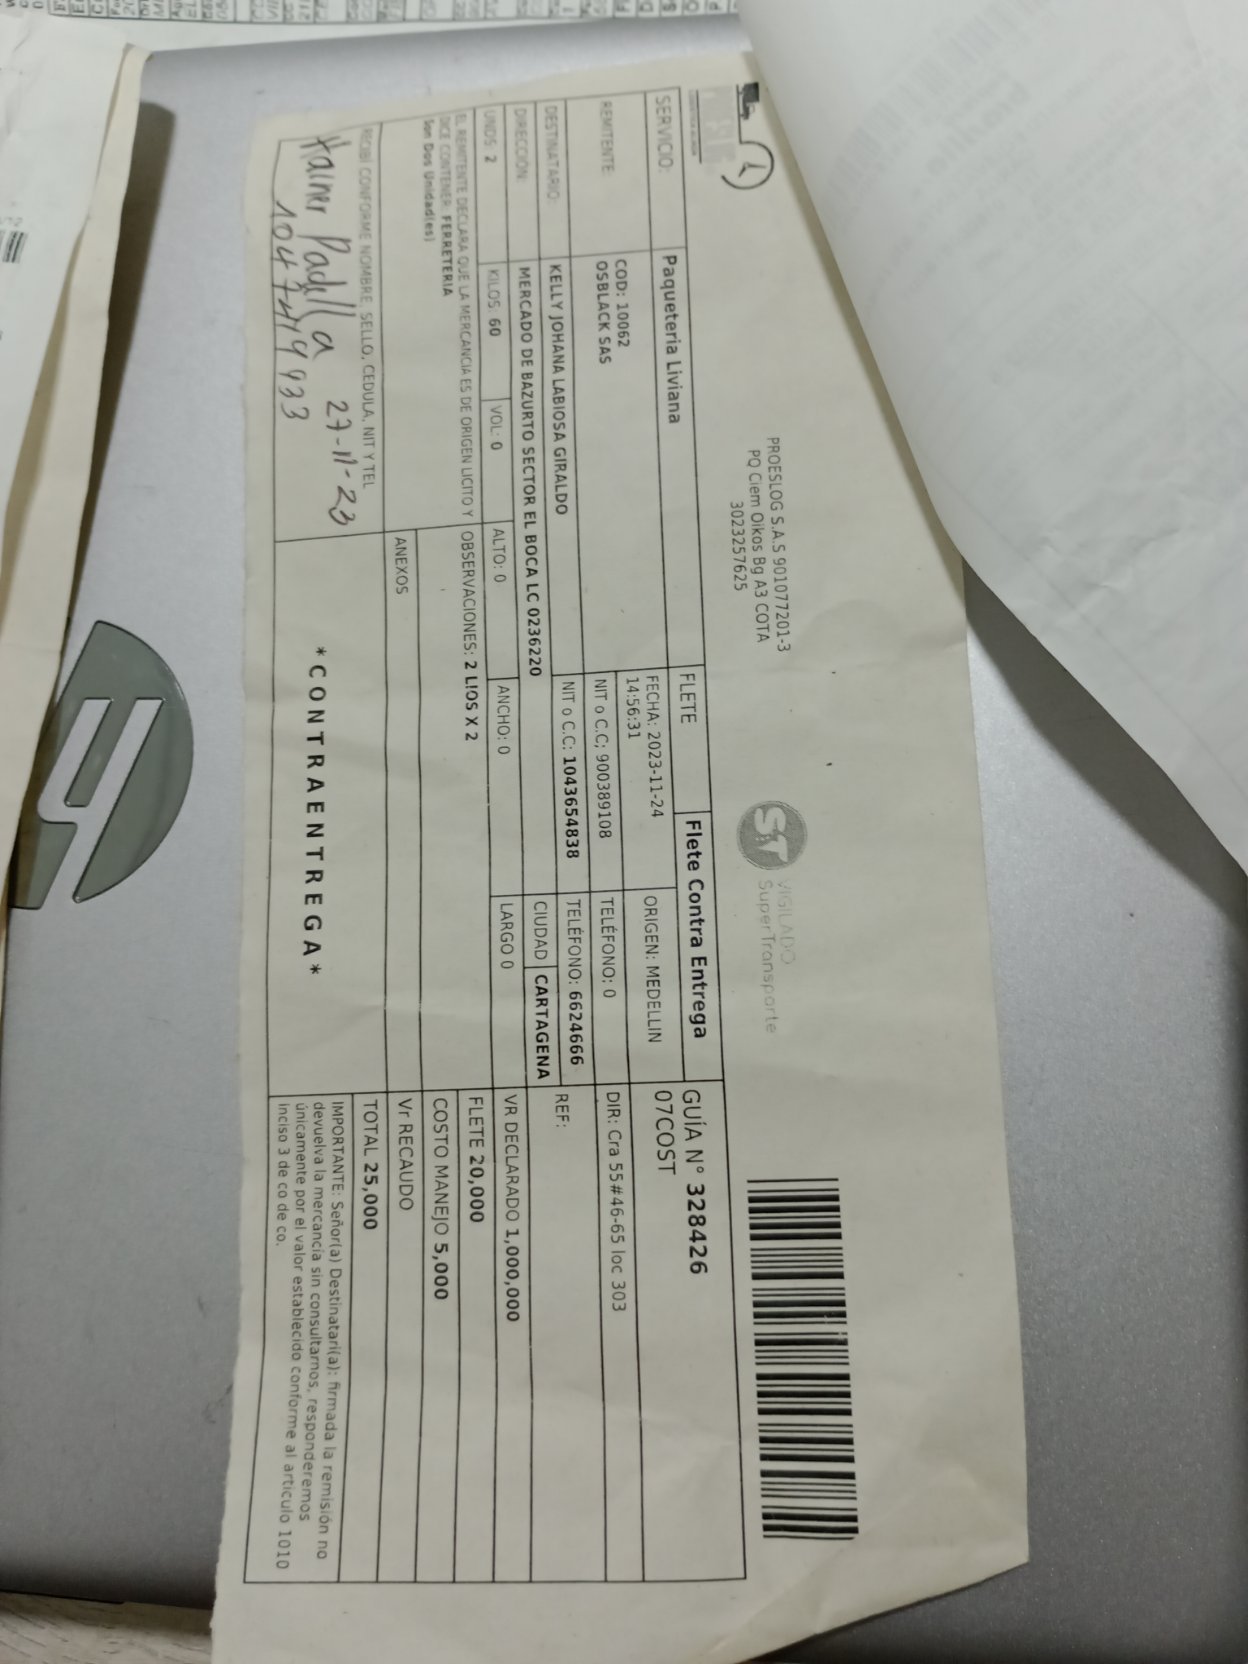 PROESLOG S.A.S 901077201-3
PQ Ciem Oikos Bg A3 COTA
3023257625
VIGILADO
SuperTransporte
SERVICIO: Paqueteria Liviana FLETE Flete Contra Entrega GUÍA N° 328426
07COST
REMITENTE: COD: 10062
OSBLACK SAS
FECHA: 2023-11-24
14:56:31
ORIGEN: MEDELLIN
NIT o C.C; 900389108 TELÉFONO: 0 DIR: Cra 55#46-65 loc 303
DESTINATARIO: KELLY JOHANA LABIOSA GIRALDO NIT o C.C: 1043654838 TELÉFONO: 6624666 REF:
DIRECCIÓN: MERCADO DE BAZURTO SECTOR EL BOCA LC 0236220 CIUDAD CARTAGENA
UNDS: 2 KILOS: 60 VOL: 0 ALTO: 0 ANCHO: 0 LARGO 0 VR DECLARADO 1,000,000
EL REMITENTE DECLARA QUE LA MERCANCIA ES DE ORIGEN LICITO Y
DICE CONTENER: FERRETERIA
Son Dos Unidad(es)
OBSERVACIONES: 2 LIOS X 2
FLETE 20,000
COSTO MANEJO 5,000
ANEXOS
Vr RECAUDO
RECIBÍ CONFORME NOMBRE, SELLO, CEDULA, NIT Y TEL
TOTAL 25,000
Hainer Padilla 27-11-23
1047449933
*CONTRAENTREGA*
IMPORTANTE: Señor(a) Destinatari(a): firmada la remisión no
devuelva la mercancía sin consultarnos, responderemos
únicamente por el valor establecido conforme al articulo 1010
inciso 3 de co de co.